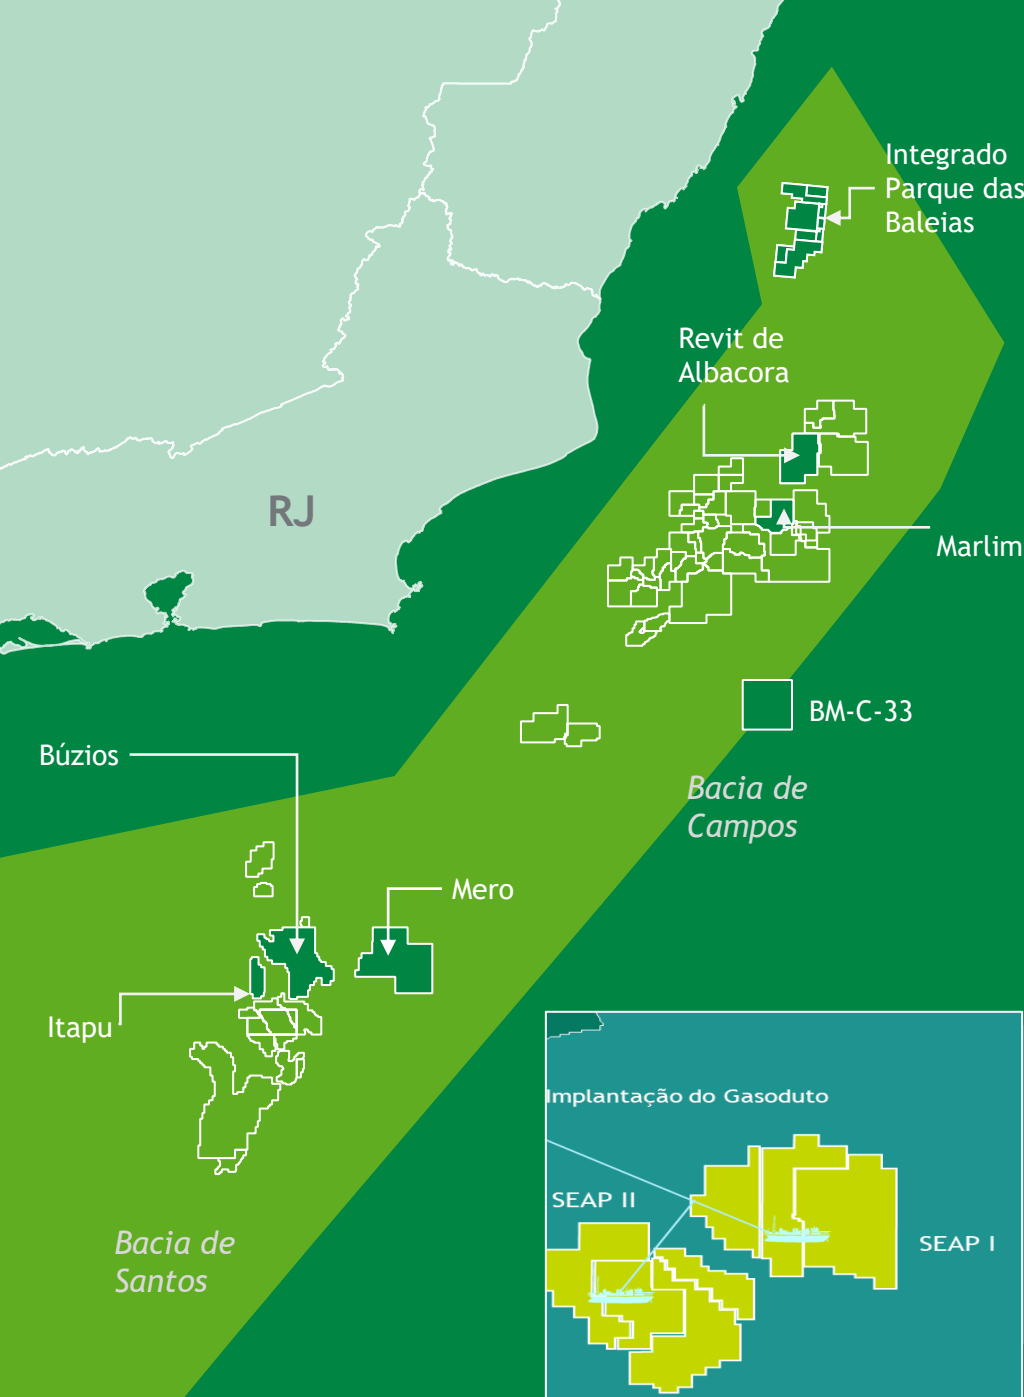 Integrado
Parque das
Baleias
Revit de
Albacora
RJ
Marlim
BM-C-33
Búzios
Bacia de
Campos
Mero
Itapu
Implantação do Gasoduto
SEAP II
SEAP I
Bacia de
Santos